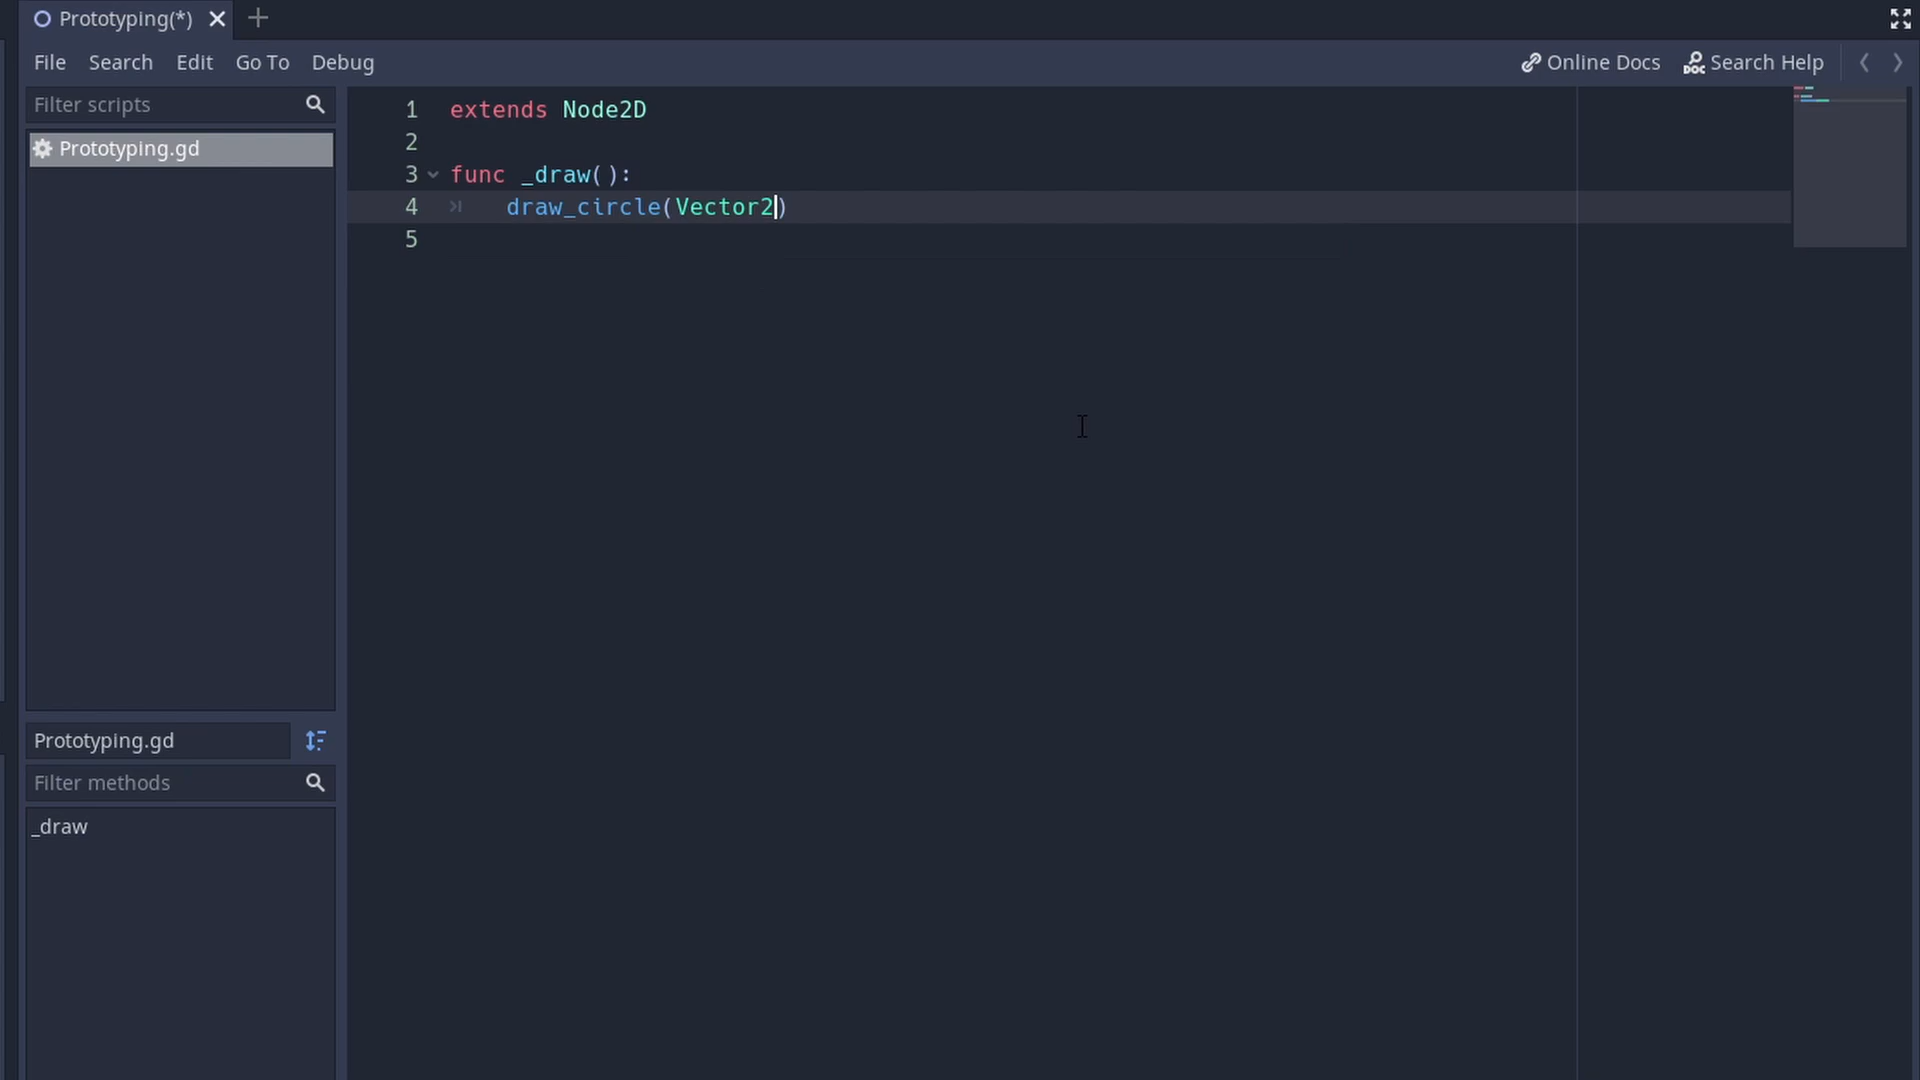 Prototyping(*)
File Search Edit Go To Debug Online Docs Search Help
Filter scripts
Prototyping.gd
1 extends Node2D
2
3 func _draw():
4 draw_circle(Vector2)
5
Prototyping.gd
Filter methods
_draw